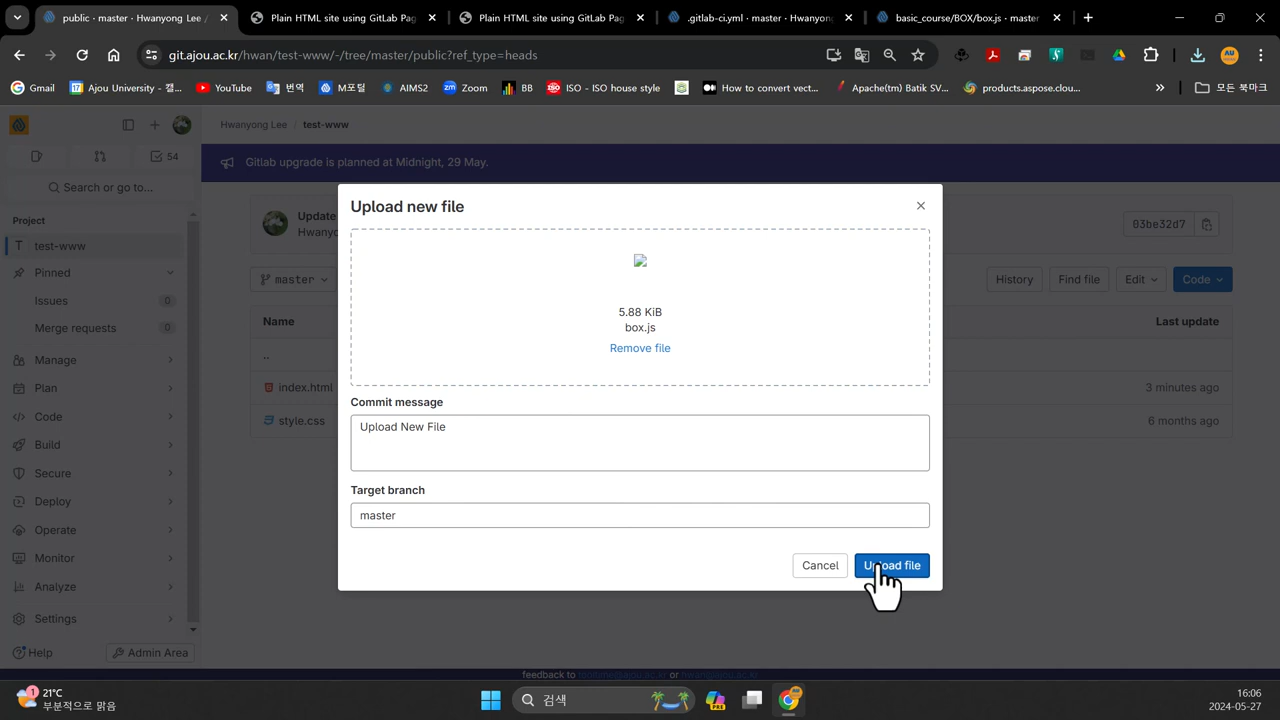 public · master · Hwanyong Lee /
Plain HTML site using GitLab Pag
Plain HTML site using GitLab Pag
.gitlab-ci.yml · master · Hwanyon
basic_course/BOX/box.js · master
git.ajou.ac.kr/hwan/test-www/-/tree/master/public?ref_type=heads
Gmail
Ajou University - 캘...
YouTube
번역
M포털
AIMS2
Zoom
BB
ISO - ISO house style
How to convert vect...
Apache(tm) Batik SV...
products.aspose.clou...
모든 북마크
Hwanyong Lee / test-www
54
Gitlab upgrade is planned at Midnight, 29 May.
Search or go to...
Upload new file
Project
Update
Hwanyo
03be32d7
T test-www
Pinned
master
History
Find file
Edit
Code
Issues 0
5.88 KiB
box.js
Remove file
Name
Last update
Merge requests 0
..
Manage
Plan
index.html
3 minutes ago
Commit message
Code
style.css
6 months ago
Upload New File
Build
Secure
Target branch
Deploy
master
Operate
Monitor
Cancel
Upload file
Analyze
Settings
Help
Admin Area
feedback to
or
1
21°C
부분적으로 맑음
검색
PRE
16:06
2024-05-27